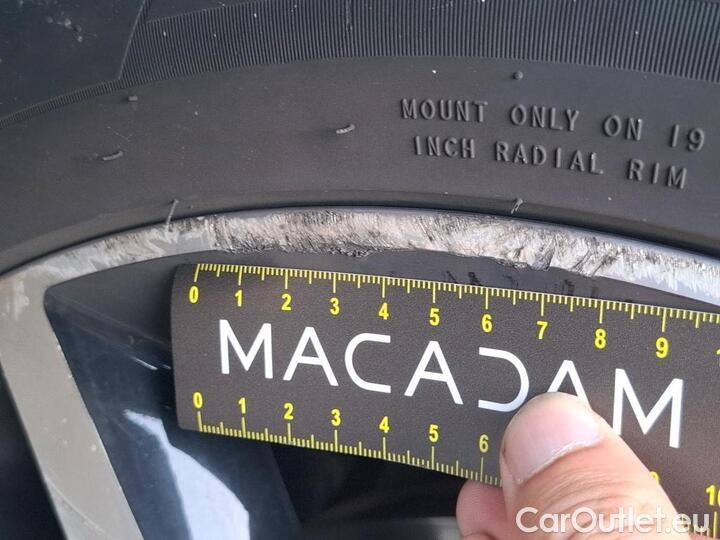 MOUNT ONLY ON 19
INCH RADIAL RIM
0 1 2 3 4 5 6 7 8 9
MACADAM
0 1 2 3 4 5 6
CarOutlet.eu